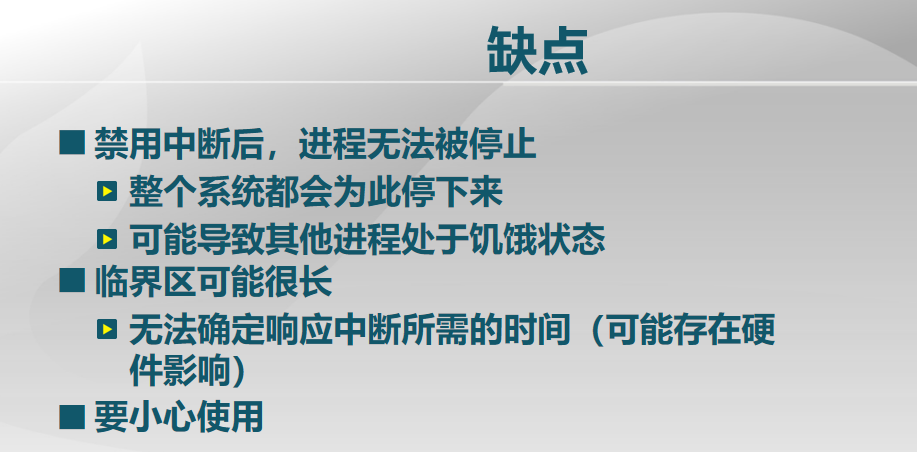 缺点
禁用中断后，进程无法被停止
整个系统都会为此停下来
可能导致其他进程处于饥饿状态
临界区可能很长
无法确定响应中断所需的时间（可能存在硬
件影响）
要小心使用